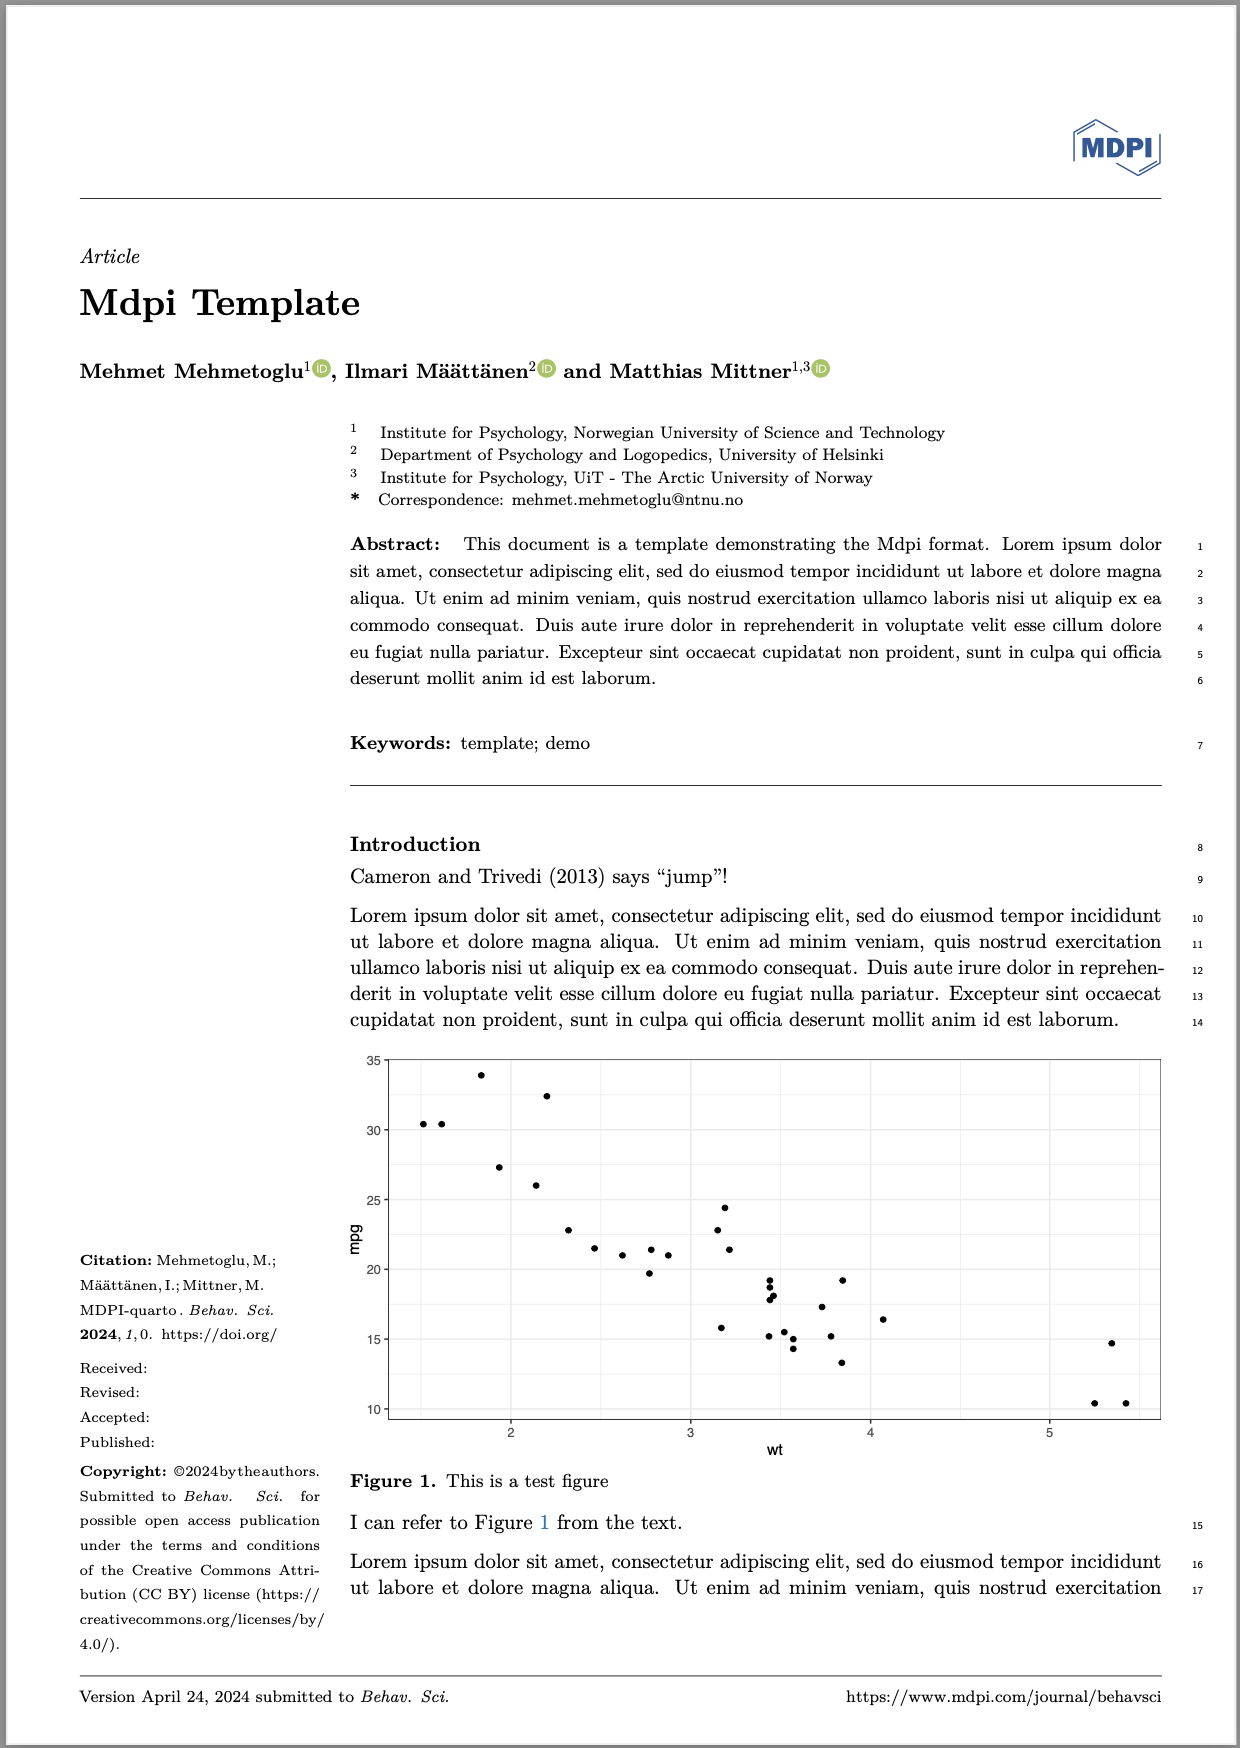 MDPI
Article
Mdpi Template
Mehmet Mehmetoglu1 iD, Ilmari Määttänen2 iD and Matthias Mittner1,3 iD
1 Institute for Psychology, Norwegian University of Science and Technology
2 Department of Psychology and Logopedics, University of Helsinki
3 Institute for Psychology, UiT - The Arctic University of Norway
* Correspondence: mehmet.mehmetoglu@ntnu.no
Abstract: This document is a template demonstrating the Mdpi format. Lorem ipsum dolor 1
sit amet, consectetur adipiscing elit, sed do eiusmod tempor incididunt ut labore et dolore magna 2
aliqua. Ut enim ad minim veniam, quis nostrud exercitation ullamco laboris nisi ut aliquip ex ea 3
commodo consequat. Duis aute irure dolor in reprehenderit in voluptate velit esse cillum dolore 4
eu fugiat nulla pariatur. Excepteur sint occaecat cupidatat non proident, sunt in culpa qui officia 5
deserunt mollit anim id est laborum. 6
Keywords: template; demo 7
Introduction 8
Cameron and Trivedi (2013) says “jump”! 9
Lorem ipsum dolor sit amet, consectetur adipiscing elit, sed do eiusmod tempor incididunt 10
ut labore et dolore magna aliqua. Ut enim ad minim veniam, quis nostrud exercitation 11
ullamco laboris nisi ut aliquip ex ea commodo consequat. Duis aute irure dolor in reprehen- 12
derit in voluptate velit esse cillum dolore eu fugiat nulla pariatur. Excepteur sint occaecat 13
cupidatat non proident, sunt in culpa qui officia deserunt mollit anim id est laborum. 14
35
30
25
20
15
10
mpg
2 3 4 5
wt
Figure 1. This is a test figure
I can refer to Figure 1 from the text. 15
Lorem ipsum dolor sit amet, consectetur adipiscing elit, sed do eiusmod tempor incididunt 16
ut labore et dolore magna aliqua. Ut enim ad minim veniam, quis nostrud exercitation 17
Citation: Mehmetoglu, M.;
Määttänen, I.; Mittner, M.
MDPI-quarto . Behav. Sci.
2024, 1, 0. https://doi.org/
Received:
Revised:
Accepted:
Published:
Copyright: ©2024bytheauthors.
Submitted to Behav. Sci. for
possible open access publication
under the terms and conditions
of the Creative Commons Attri-
bution (CC BY) license (https://
creativecommons.org/licenses/by/
4.0/).
Version April 24, 2024 submitted to Behav. Sci.
https://www.mdpi.com/journal/behavsci